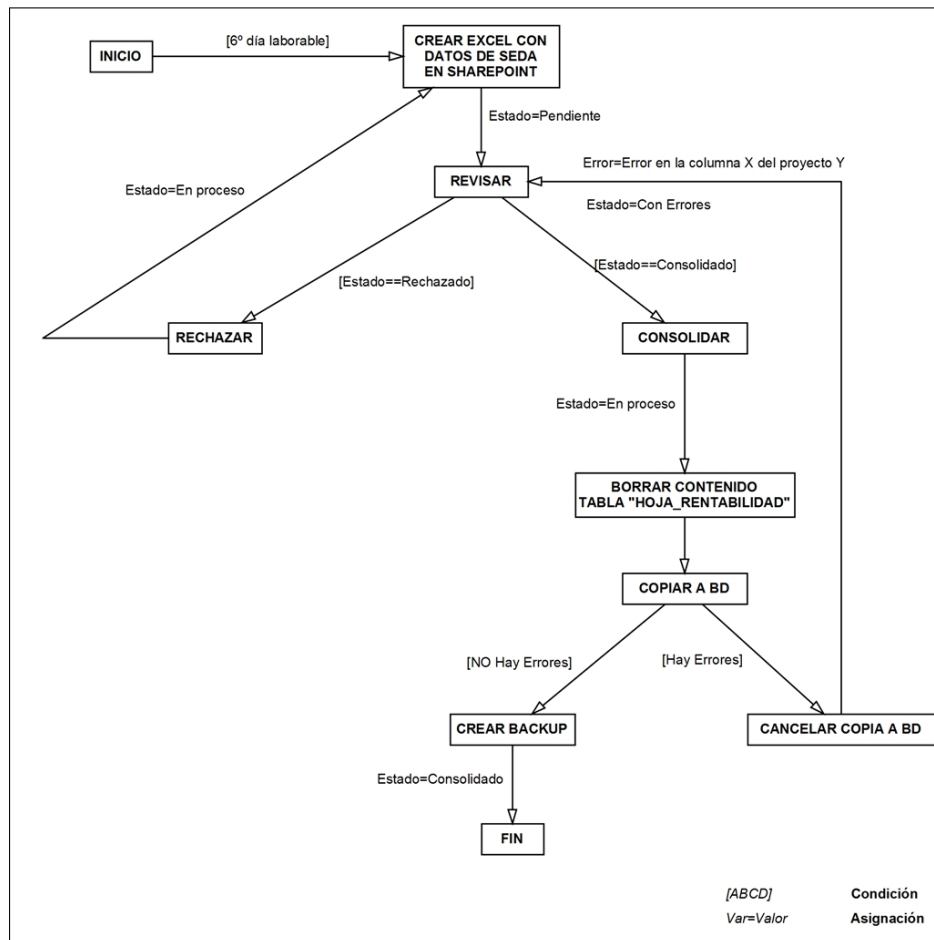 [6º día laborable]
INICIO
CREAR EXCEL CON
DATOS DE SEDA
EN SHAREPOINT
Estado=Pendiente
Error=Error en la columna X del proyecto Y
Estado=En proceso
REVISAR
Estado=Con Errores
[Estado==Rechazado]
[Estado==Consolidado]
RECHAZAR
CONSOLIDAR
Estado=En proceso
BORRAR CONTENIDO
TABLA "HOJA_RENTABILIDAD"
COPIAR A BD
[NO Hay Errores]
[Hay Errores]
CREAR BACKUP
CANCELAR COPIA A BD
Estado=Consolidado
FIN
[ABCD] Condición
Var=Valor Asignación